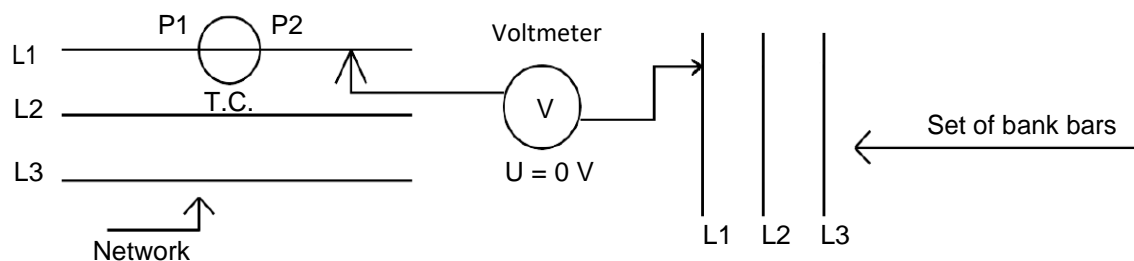 P1 P2
L1
T.C.
L2
L3
Network
Voltmeter
V
U = 0 V
Set of bank bars
L1 L2 L3